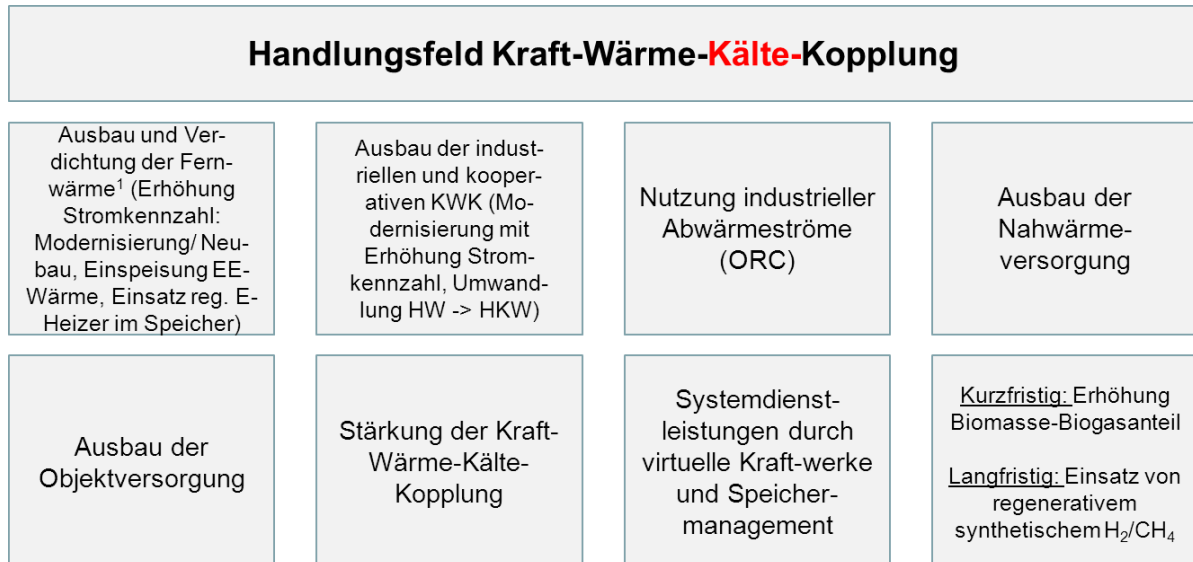 Handlungsfeld Kraft-Wärme-Kälte-Kopplung
Ausbau und Ver-
dichtung der Fern-
wärme¹ (Erhöhung
Stromkennzahl:
Modernisierung/ Neu-
bau, Einspeisung EE-
Wärme, Einsatz reg. E-
Heizer im Speicher)
Ausbau der indust-
riellen und kooper-
ativen KWK (Mo-
dernisierung mit
Erhöhung Strom-
kennzahl, Umwand-
lung HW -> HKW)
Nutzung industrieller
Abwärmeströme
(ORC)
Ausbau der
Nahwärme-
versorgung
Ausbau der
Objektversorgung
Stärkung der Kraft-
Wärme-Kälte-
Kopplung
Systemdienst-
leistungen durch
virtuelle Kraft-werke
und Speicher-
management
Kurzfristig: Erhöhung
Biomasse-Biogasanteil
Langfristig: Einsatz von
regenerativem
synthetischem H₂/CH₄